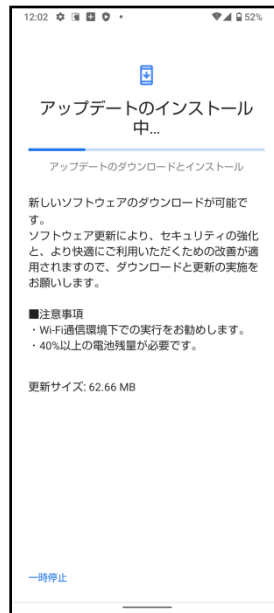 12:02 52%
アップデートのインストール
中...
アップデートのダウンロードとインストール
新しいソフトウェアのダウンロードが可能で
す。
ソフトウェア更新により、セキュリティの強化
と、より快適にご利用いただくための改善が適
用されますので、ダウンロードと更新の実施を
お願いします。
■注意事項
・Wi-Fi通信環境下での実行をお勧めします。
・40%以上の電池残量が必要です。
更新サイズ: 62.66 MB
一時停止